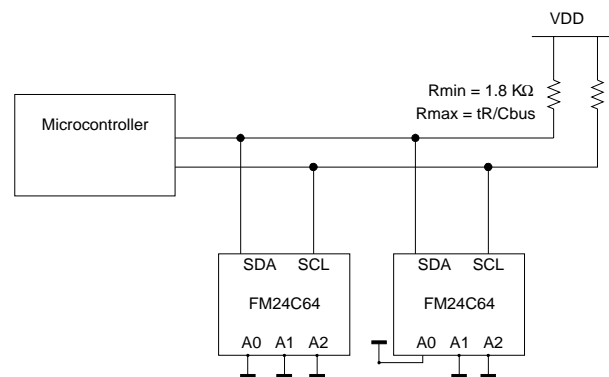 VDD
Rmin = 1.8 KΩ
Rmax = tR/Cbus
Microcontroller
SDA SCL
FM24C64
A0 A1 A2
SDA SCL
FM24C64
A0 A1 A2